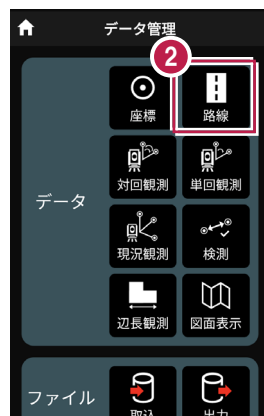 データ管理
2
座標
路線
対回観測
単回観測
データ
現況観測
検測
辺長観測
図面表示
ファイル
取込
出力